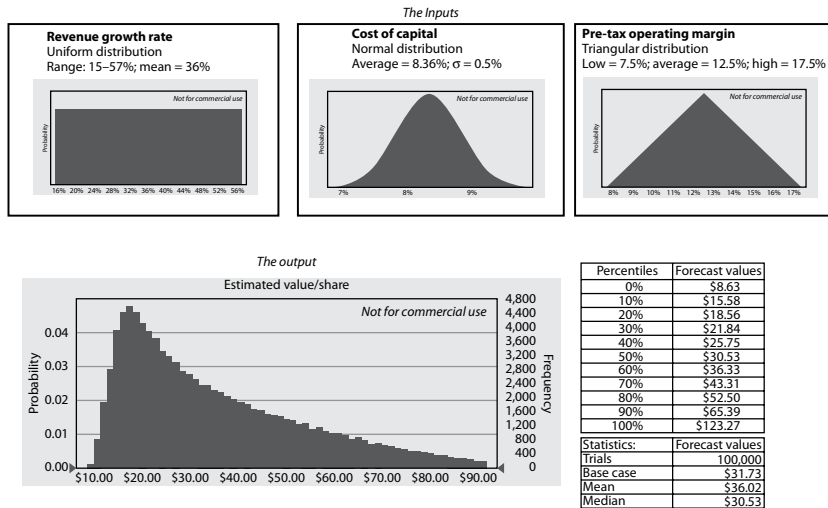 The Inputs
Revenue growth rate
Uniform distribution
Range: 15–57%; mean = 36%
Not for commercial use
Probability
16% 20% 24% 28% 32% 36% 40% 44% 48% 52% 56%
Cost of capital
Normal distribution
Average = 8.36%; σ = 0.5%
Not for commercial use
Probability
7% 8% 9%
Pre-tax operating margin
Triangular distribution
Low = 7.5%; average = 12.5%; high = 17.5%
Not for commercial use
Probability
8% 9% 10% 11% 12% 13% 14% 15% 16% 17%
The output
Estimated value/share
Not for commercial use
Probability
0.04
0.03
0.02
0.01
0.00
4,800
4,400
4,000
3,600
3,200
2,800
2,400
2,000
1,600
1,200
800
400
0
Frequency
$10.00 $20.00 $30.00 $40.00 $50.00 $60.00 $70.00 $80.00 $90.00
Percentiles Forecast values
0% $8.63
10% $15.58
20% $18.56
30% $21.84
40% $25.75
50% $30.53
60% $36.33
70% $43.31
80% $52.50
90% $65.39
100% $123.27
Statistics: Forecast values
Trials 100,000
Base case $31.73
Mean $36.02
Median $30.53